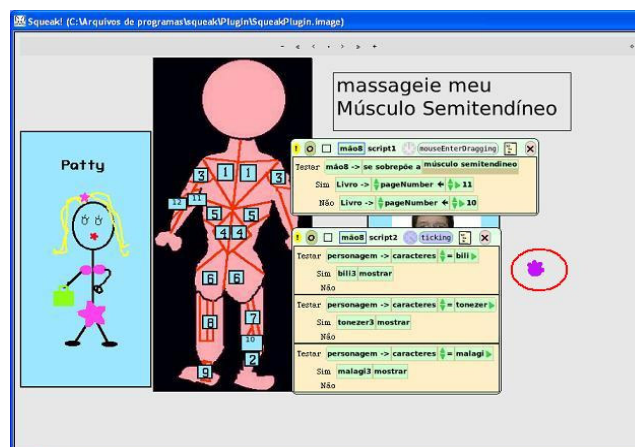 Squeak! (C:\Arquivos de programas\squeak\Plugin\SqueakPlugin.image)
massageie meu
Músculo Semitendíneo
Patty
3 1 1 3
12 11
5 5
4 4
6 6
8 7
10
2
9
! mão8 script1 mouseEnterDragging
Testar mão8 -> se sobrepõe a músculo semitendíneo
Sim Livro -> pageNumber ← 11
Não Livro -> pageNumber ← 10
! mão8 script2 ticking
Testar personagem -> caracteres = bili
Sim bili3 mostrar
Não
Testar personagem -> caracteres = tonezer
Sim tonezer3 mostrar
Não
Testar personagem -> caracteres = malagi
Sim malagi3 mostrar
Não